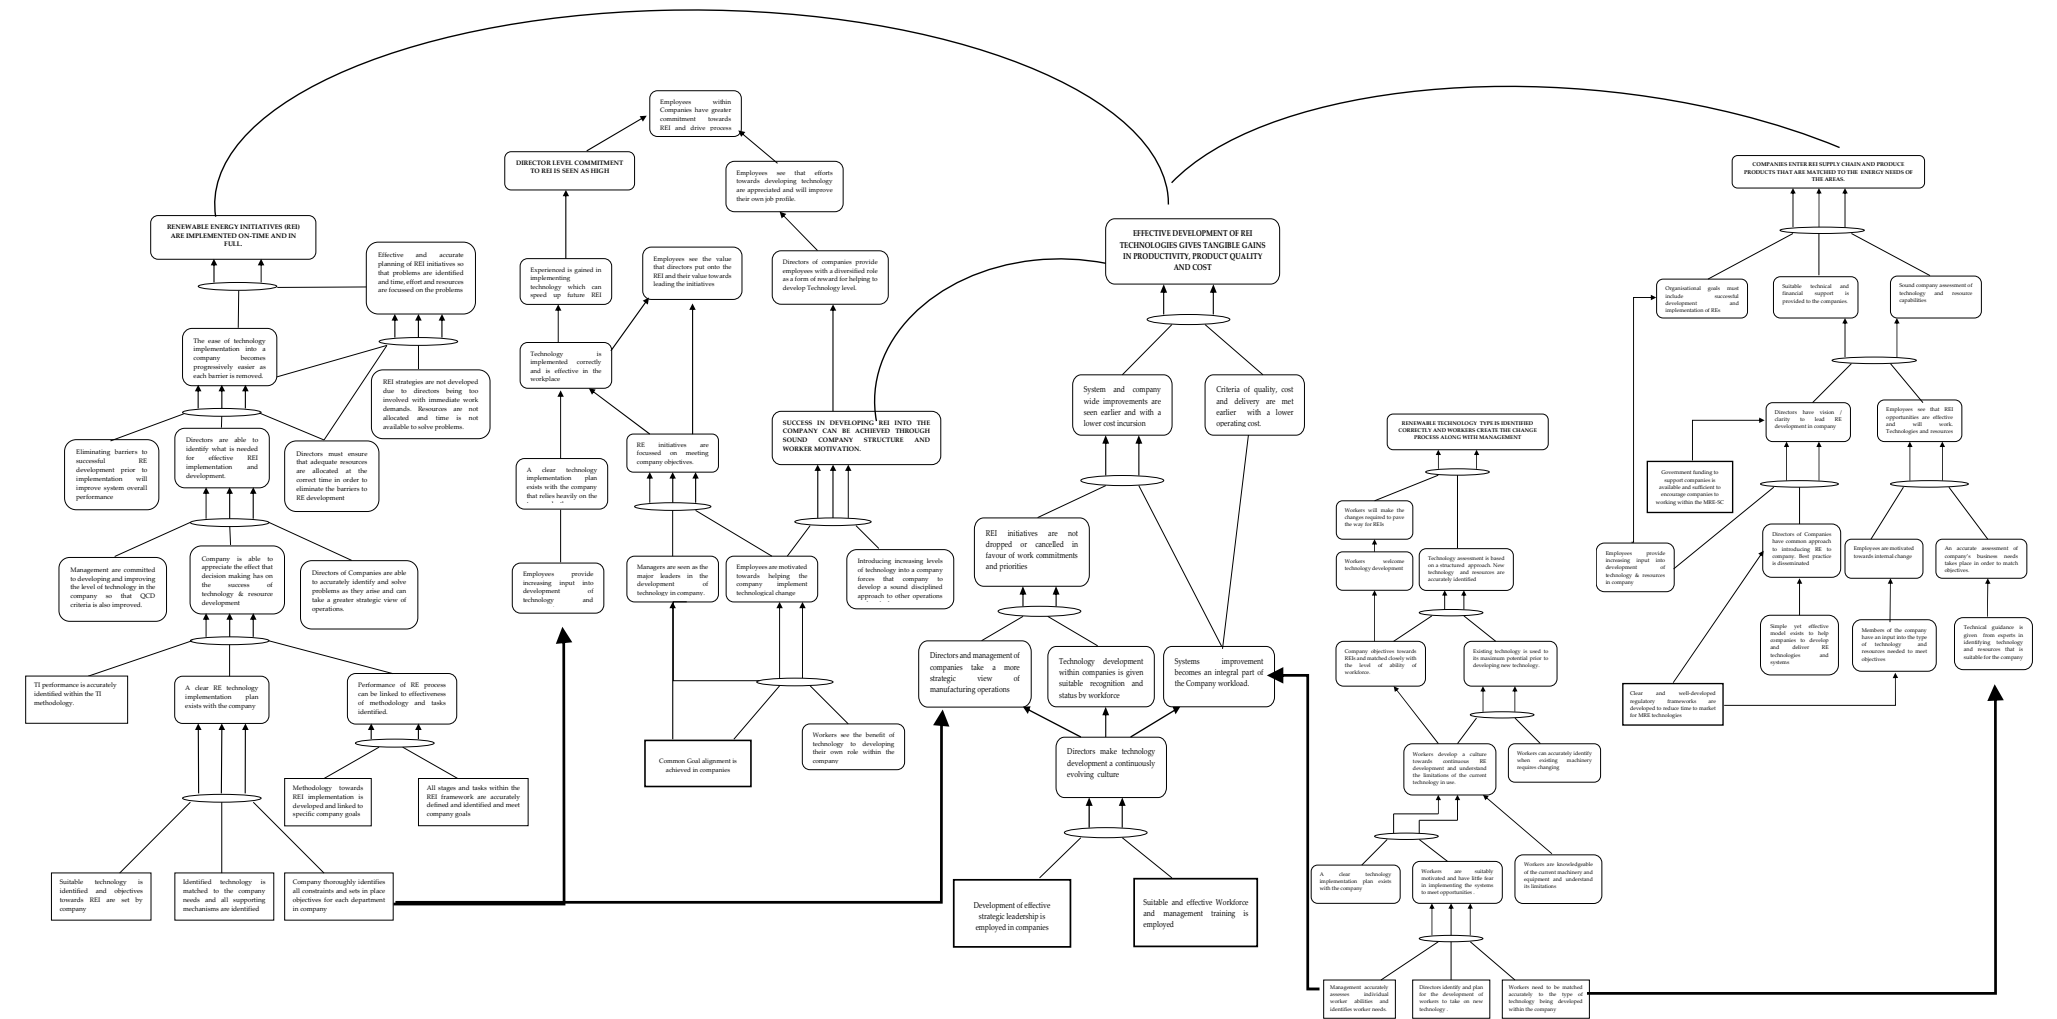 Employees within
Companies have greater
commitment towards
REI and drive process
DIRECTOR LEVEL COMMITMENT
TO REI IS SEEN AS HIGH
Employees see that efforts
towards developing technology
are appreciated and will improve
their own job profile.
RENEWABLE ENERGY INITIATIVES (REI)
ARE IMPLEMENTED ON-TIME AND IN
FULL.
Effective and accurate
planning of REI initiatives so
that problems are identified
and time, effort and resources
are focussed on the problems
The ease of technology
implementation into a
company becomes
progressively easier as
each barrier is removed.
REI strategies are not developed
due to directors being too
involved with immediate work
demands. Resources are not
allocated and time is not
available to solve problems.
Eliminating barriers to
successful RE
development prior to
implementation will
improve system overall
performance
Directors are able to
identify what is needed
for effective REI
implementation and
development.
Directors must ensure
that adequate resources
are allocated at the
correct time in order to
eliminate the barriers to
RE development
Management are committed
to developing and improving
the level of technology in the
company so that QCD
criteria is also improved.
Company is able to
appreciate the effect that
decision making has on
the success of
technology & resource
development
Directors of Companies are able
to accurately identify and solve
problems as they arise and can
take a greater strategic view of
operations.
TI performance is accurately
identified within the TI
methodology.
A clear RE technology
implementation plan
exists with the company
Performance of RE process
can be linked to effectiveness
of methodology and tasks
identified.
Methodology towards
REI implementation is
developed and linked to
specific company goals
All stages and tasks within the
REI framework are accurately
defined and identified and meet
company goals
Suitable technology is
identified and objectives
towards REI are set by
company
Identified technology is
matched to the company
needs and all supporting
mechanisms are identified
Company thoroughly identifies
all constraints and sets in place
objectives for each department
in company
Experienced is gained in
implementing
technology which can
speed up future REI
Employees see the value
that directors put onto the
REI and their value towards
leading the initiatives
Directors of companies provide
employees with a diversified role
as a form of reward for helping to
develop Technology level.
Technology is
implemented correctly
and is effective in the
workplace
RE initiatives are
focussed on meeting
company objectives.
SUCCESS IN DEVELOPING REI INTO THE
COMPANY CAN BE ACHIEVED THROUGH
SOUND COMPANY STRUCTURE AND
WORKER MOTIVATION.
A clear technology
implementation plan
exists with the company
that relies heavily on the
Employees provide
increasing input into
development of
technology and
Managers are seen as the
major leaders in the
development of
technology in company.
Employees are motivated
towards helping the
company implement
technological change
Introducing increasing levels
of technology into a company
forces that company to
develop a sound disciplined
approach to other operations
Common Goal alignment is
achieved in companies
Workers see the benefit of
technology to developing
their own role within the
company
EFFECTIVE DEVELOPMENT OF REI
TECHNOLOGIES GIVES TANGIBLE GAINS
IN PRODUCTIVITY, PRODUCT QUALITY
AND COST
System and company
wide improvements are
seen earlier and with a
lower cost incursion
Criteria of quality, cost
and delivery are met
earlier with a lower
operating cost.
REI initiatives are not
dropped or cancelled in
favour of work commitments
and priorities
Directors and management of
companies take a more
strategic view of
manufacturing operations
Technology development
within companies is given
suitable recognition and
status by workforce
Systems improvement
becomes an integral part of
the Company workload.
Directors make technology
development a continuously
evolving culture
Development of effective
strategic leadership is
employed in companies
Suitable and effective Workforce
and management training is
employed
RENEWABLE TECHNOLOGY TYPE IS IDENTIFIED
CORRECTLY AND WORKERS CREATE THE CHANGE
PROCESS ALONG WITH MANAGEMENT
Workers will make the
changes required to pave
the way for REIs
Workers welcome
technology development
Technology assessment is based
on a structured approach. New
technology and resources are
accurately identified
Company objectives towards
REIs and matched closely with
the level of ability of
workforce.
Existing technology is used to
its maximum potential prior to
developing new technology.
Workers develop a culture
towards continuous RE
development and understand
the limitations of the current
technology in use.
Workers can accurately identify
when existing machinery
requires changing
A clear technology
implementation plan exists
with the company
Workers are suitably
motivated and have little fear
in implementing the systems
to meet opportunities .
Workers are knowledgeable
of the current machinery and
equipment and understand
its limitations
Management accurately
assesses individual
worker abilities and
identifies worker needs.
Directors identify and plan
for the development of
workers to take on new
technology .
Workers need to be matched
accurately to the type of
technology being developed
within the company
COMPANIES ENTER REI SUPPLY CHAIN AND PRODUCE
PRODUCTS THAT ARE MATCHED TO THE ENERGY NEEDS OF
THE AREAS.
Organisational goals must
include successful
development and
implementation of REs
Suitable technical and
financial support is
provided to the companies.
Sound company assessment of
technology and resource
capabilities
Directors have vision /
clarity to lead RE
development in company
Employees see that REI
opportunities are effective
and will work.
Technologies and resources
Government funding to
support companies is
available and sufficient to
encourage companies to
working within the MRE-SC
Employees provide
increasing input into
development of
technology & resources
in company
Directors of Companies
have common approach
to introducing RE to
company. Best practice
is disseminated
Employees are motivated
towards internal change
An accurate assessment of
company's business needs
takes place in order to match
objectives.
Simple yet effective
model exists to help
companies to develop
and deliver RE
technologies and
systems
Members of the company
have an input into the type
of technology and
resources needed to meet
objectives
Technical guidance is
given from experts in
identifying technology
and resources that is
suitable for the company
Clear and well-developed
regulatory frameworks are
developed to reduce time to market
for MRE technologies